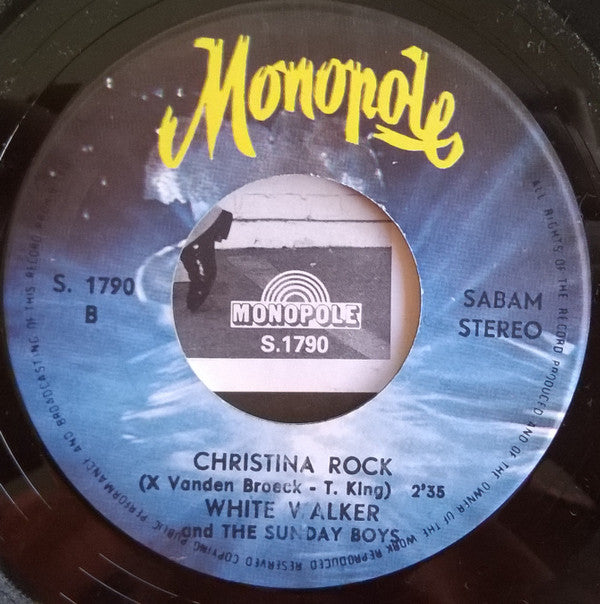 Monopole
S. 1790
B
SABAM
STEREO
MONOPOLE
S.1790
CHRISTINA ROCK
(X Vanden Broeck - T. King) 2'35
WHITE WALKER
and THE SUNDAY BOYS
ALL RIGHTS OF THE RECORD PRODUCED AND OF THE OWNER OF THE WORK REPRODUCED RESERVED COPYING PUBLIC PERFORMANCE AND BROADCASTING OF THIS RECORD